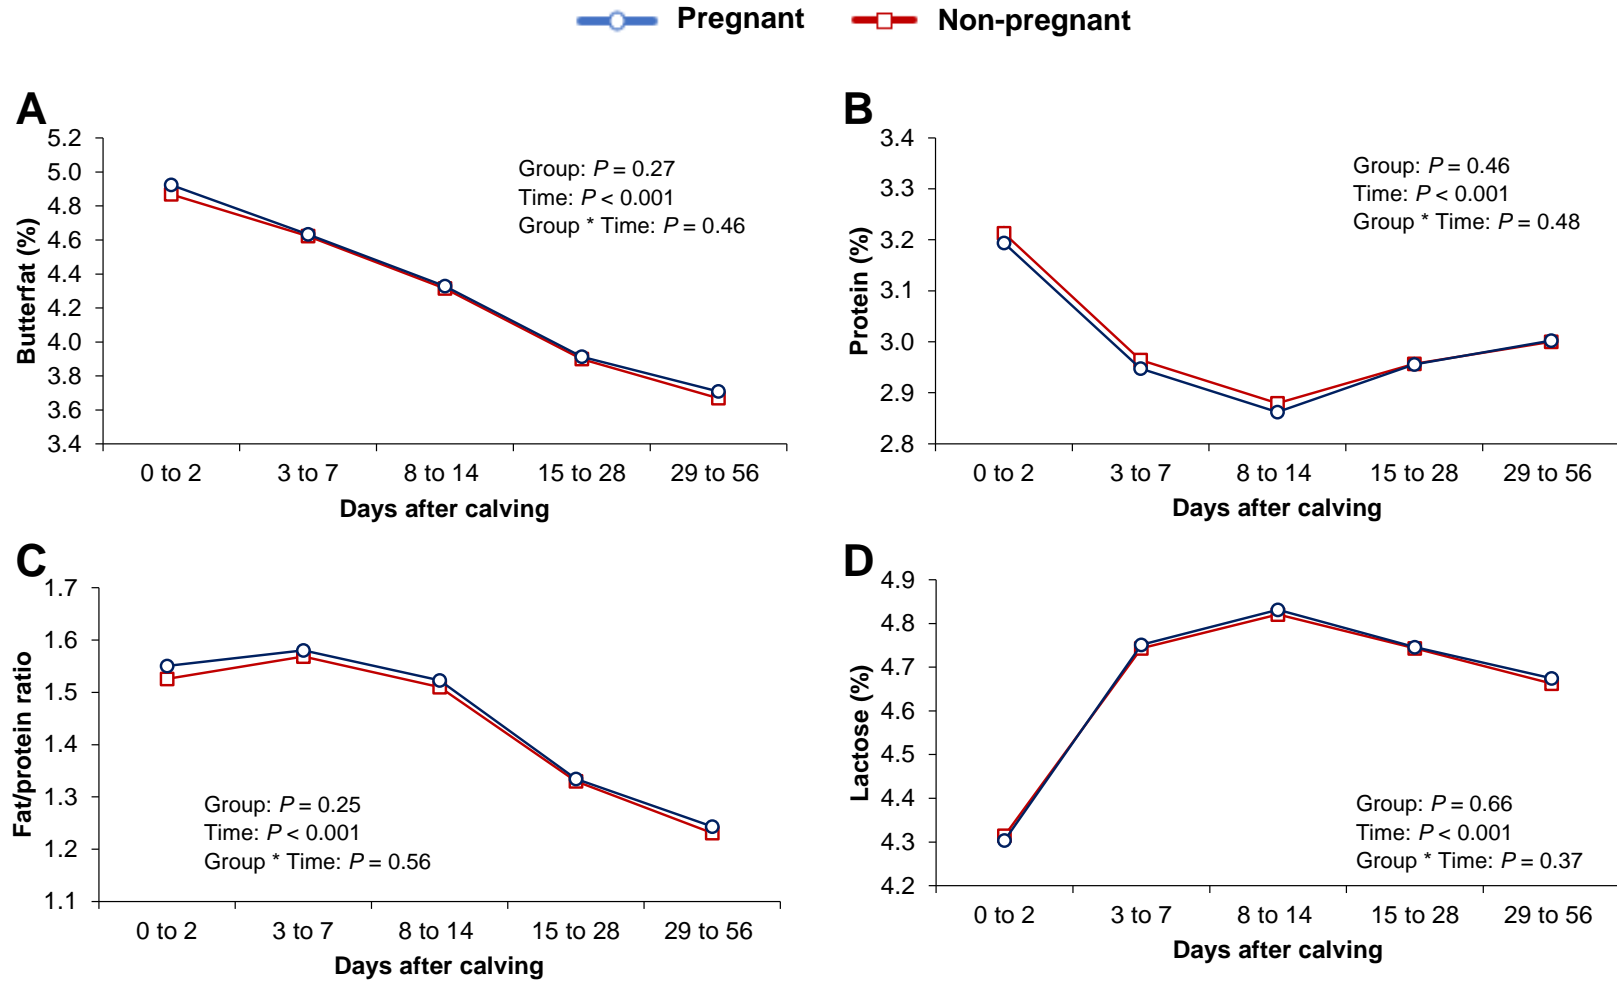 Pregnant
Non-pregnant
A
5.2
5.0
4.8
4.6
4.4
4.2
4.0
3.8
3.6
3.4
Butterfat (%)
Group: P = 0.27
Time: P < 0.001
Group * Time: P = 0.46
0 to 2
3 to 7
8 to 14
15 to 28
29 to 56
Days after calving
B
3.4
3.3
3.2
3.1
3.0
2.9
2.8
Protein (%)
Group: P = 0.46
Time: P < 0.001
Group * Time: P = 0.48
0 to 2
3 to 7
8 to 14
15 to 28
29 to 56
Days after calving
C
1.7
1.6
1.5
1.4
1.3
1.2
1.1
Fat/protein ratio
Group: P = 0.25
Time: P < 0.001
Group * Time: P = 0.56
0 to 2
3 to 7
8 to 14
15 to 28
29 to 56
Days after calving
D
4.9
4.8
4.7
4.6
4.5
4.4
4.3
4.2
Lactose (%)
Group: P = 0.66
Time: P < 0.001
Group * Time: P = 0.37
0 to 2
3 to 7
8 to 14
15 to 28
29 to 56
Days after calving